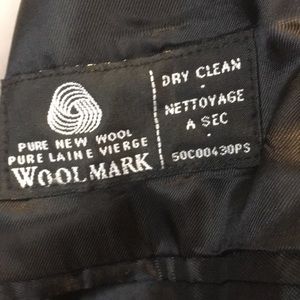 PURE NEW WOOL
PURE LAINE VIERGE
WOOLMARK
DRY CLEAN
NETTOYAGE
A SEC
50C00430PS